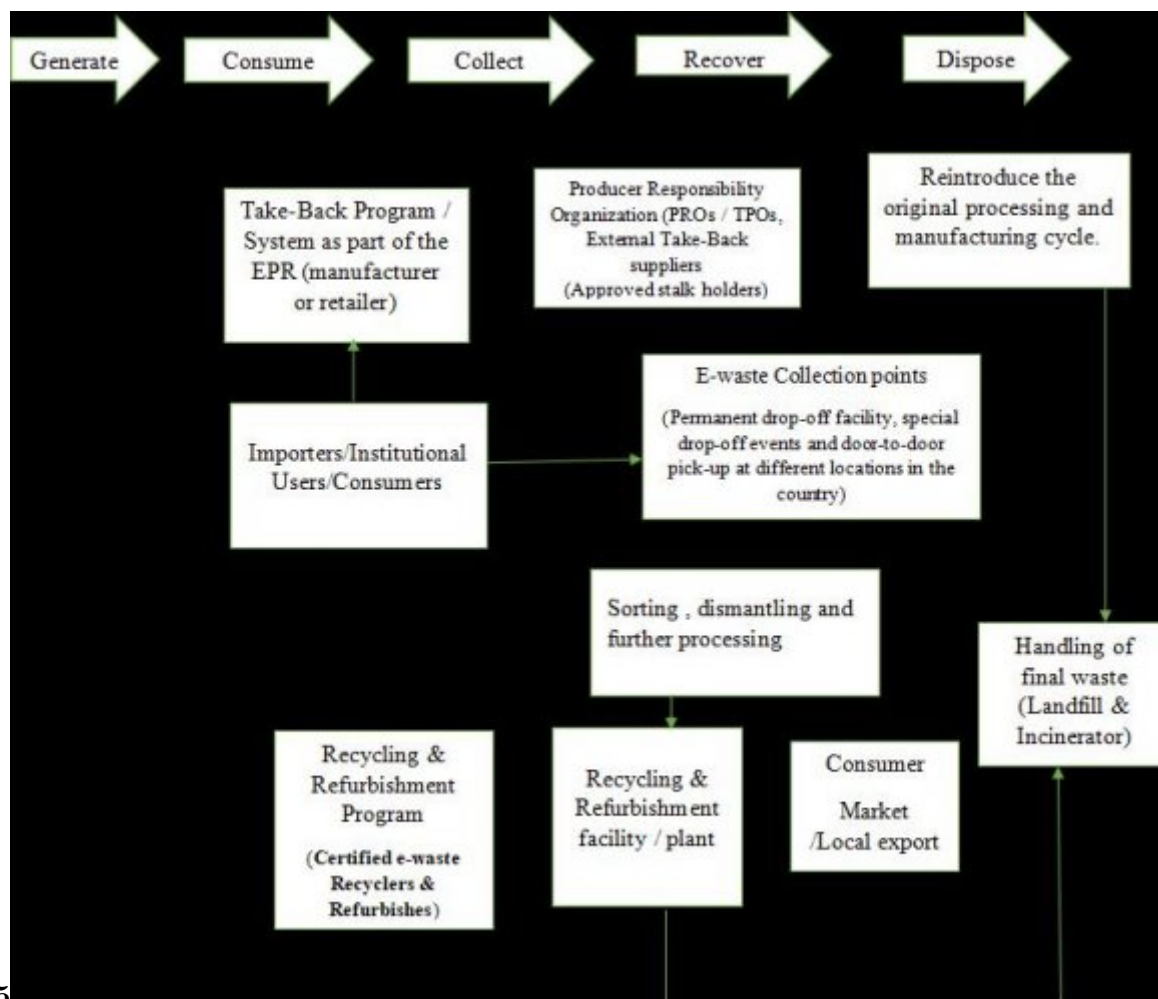 Generate
Consume
Collect
Recover
Dispose
Take-Back Program /
System as part of the
EPR (manufacturer
or retailer)
Producer Responsibility
Organization (PROs / TPOs,
External Take-Back
suppliers
(Approved stalk holders)
Reintroduce the
original processing and
manufacturing cycle.
Importers/Institutional
Users/Consumers
E-waste Collection points
(Permanent drop-off facility, special
drop-off events and door-to-door
pick-up at different locations in the
country)
Sorting , dismantling and
further processing
Handling of
final waste
(Landfill &
Incinerator)
Recycling &
Refurbishment
Program
(Certified e-waste
Recyclers &
Refurbishes)
Recycling &
Refurbishment
facility / plant
Consumer
Market
/Local export